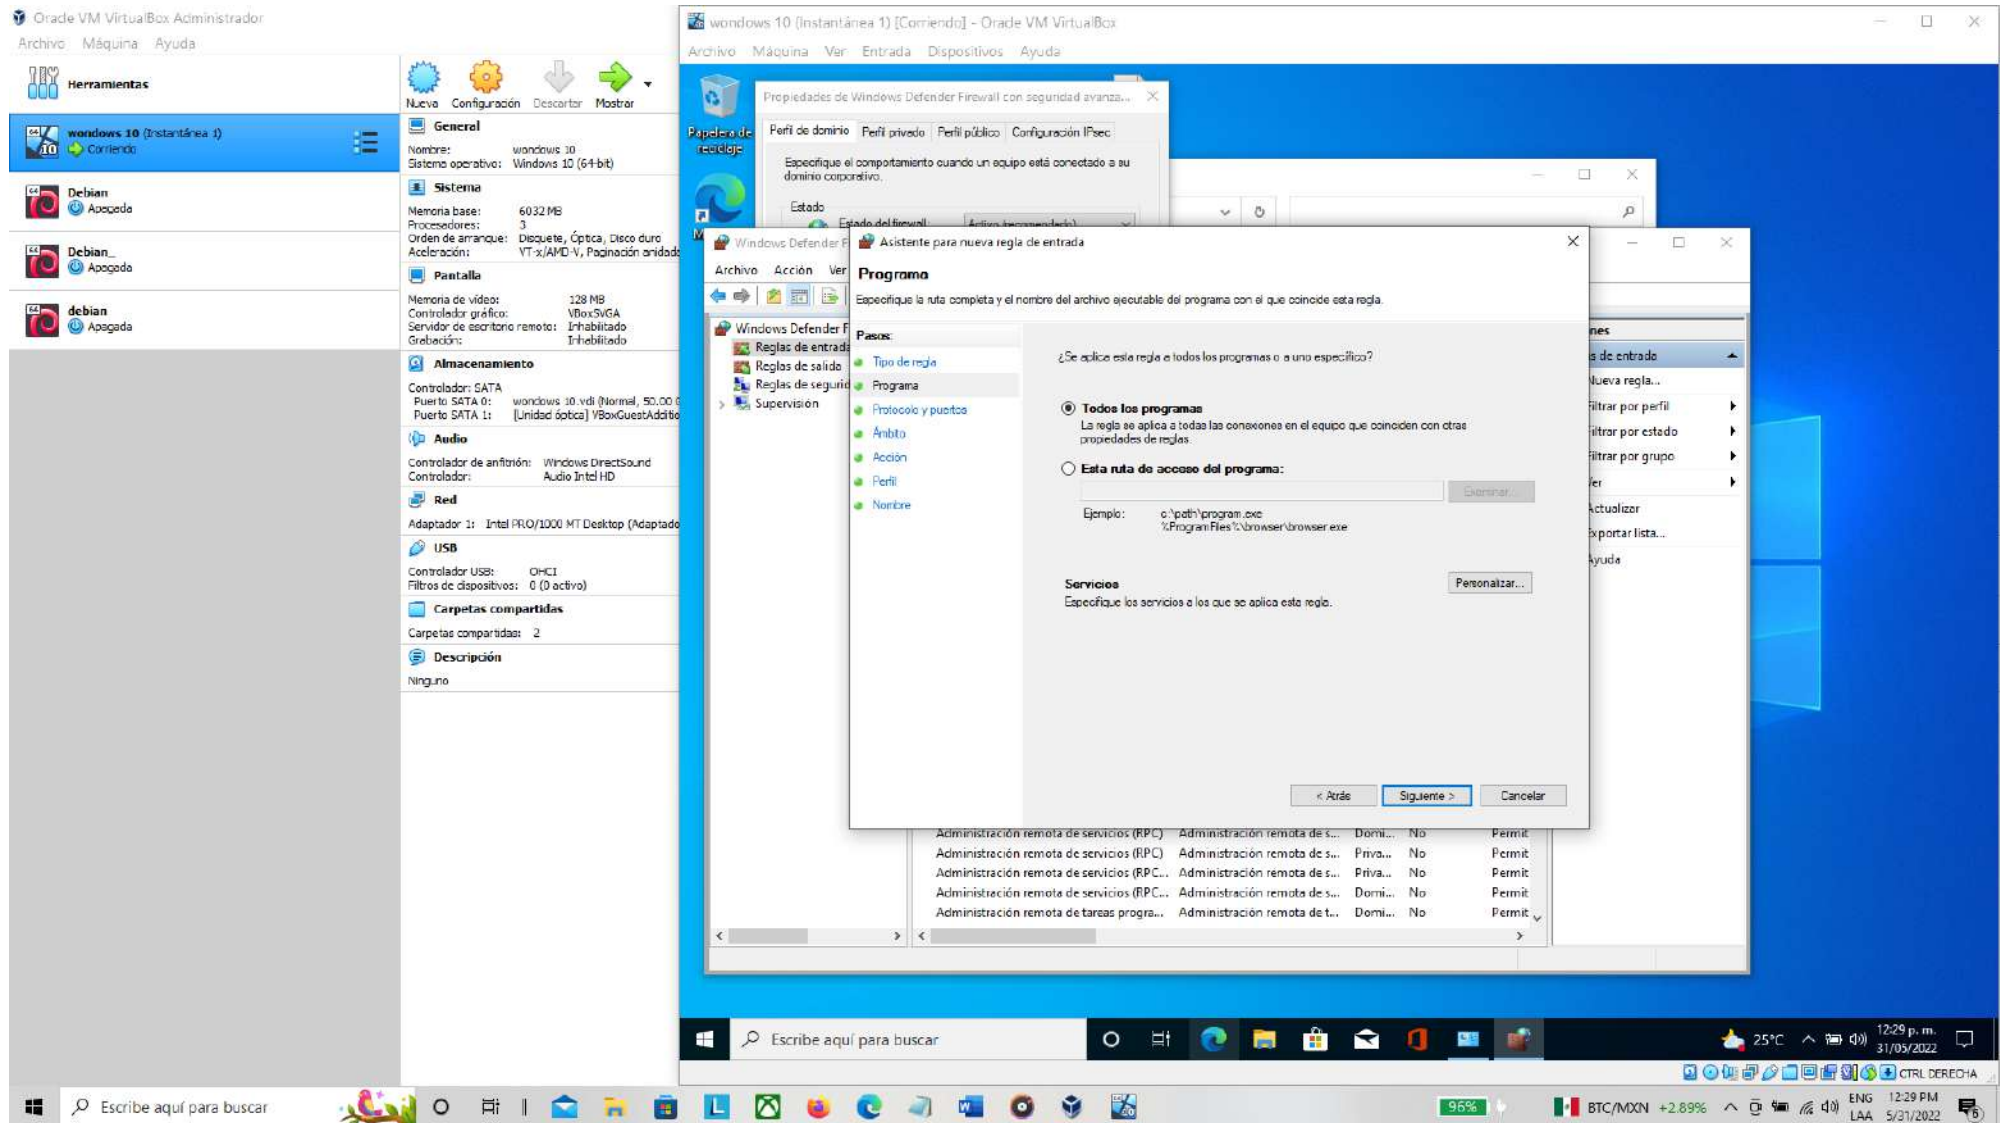 Oracle VM VirtualBox Administrador
Archivo Máquina Ayuda
Herramientas
Nueva Configuración Descartar Mostrar
wondows 10 (Instantánea 1)
Corriendo
Debian
Apagada
Debian_
Apagada
debian
Apagada
General
Nombre: wondows 10
Sistema operativo: Windows 10 (64-bit)
Sistema
Memoria base: 6032 MB
Procesadores: 3
Orden de arranque: Disquete, Óptica, Disco duro
Aceleración: VT-x/AMD-V, Paginación anidada
Pantalla
Memoria de vídeo: 128 MB
Controlador gráfico: VBoxSVGA
Servidor de escritorio remoto: Inhabilitado
Grabación: Inhabilitado
Almacenamiento
Controlador: SATA
Puerto SATA 0: wondows 10.vdi (Normal, 50.00 G
Puerto SATA 1: [Unidad óptica] VBoxGuestAdditio
Audio
Controlador de anfitrión: Windows DirectSound
Controlador: Audio Intel HD
Red
Adaptador 1: Intel PRO/1000 MT Desktop (Adaptado
USB
Controlador USB: OHCI
Filtros de dispositivos: 0 (0 activo)
Carpetas compartidas
Carpetas compartidas: 2
Descripción
Ninguno
wondows 10 (Instantánea 1) [Corriendo] - Oracle VM VirtualBox
Archivo Máquina Ver Entrada Dispositivos Ayuda
Papelera de
reciclaje
Propiedades de Windows Defender Firewall con seguridad avanza...
Perfil de dominio Perfil privado Perfil público Configuración IPsec
Especifique el comportamiento cuando un equipo está conectado a su
dominio corporativo.
Estado
Estado del firewall: Activo (recomendado)
Windows Defender F
Archivo Acción Ver
Windows Defender F
Reglas de entrada
Reglas de salida
Reglas de segurid
Supervisión
Asistente para nueva regla de entrada
Programa
Especifique la ruta completa y el nombre del archivo ejecutable del programa con el que coincide esta regla.
Pasos:
Tipo de regla
Programa
Protocolo y puertos
Ámbito
Acción
Perfil
Nombre
¿Se aplica esta regla a todos los programas o a uno específico?
Todos los programas
La regla se aplica a todas las conexiones en el equipo que coinciden con otras
propiedades de reglas.
Esta ruta de acceso del programa:
Examinar...
Ejemplo: c:\path\program.exe
%ProgramFiles%\browser\browser.exe
Servicios
Personalizar...
Especifique los servicios a los que se aplica esta regla.
< Atrás Siguiente > Cancelar
nes
s de entrada
Nueva regla...
Filtrar por perfil
Filtrar por estado
Filtrar por grupo
Ver
Actualizar
Exportar lista...
Ayuda
Administración remota de servicios (RPC) Administración remota de s... Domi... No Permit
Administración remota de servicios (RPC) Administración remota de s... Priva... No Permit
Administración remota de servicios (RPC... Administración remota de s... Priva... No Permit
Administración remota de servicios (RPC... Administración remota de s... Domi... No Permit
Administración remota de tareas progra... Administración remota de t... Domi... No Permit
Escribe aquí para buscar
25°C
12:29 p. m.
31/05/2022
CTRL DERECHA
Escribe aquí para buscar
96%
BTC/MXN +2.89%
ENG
LAA
12:29 PM
5/31/2022
6